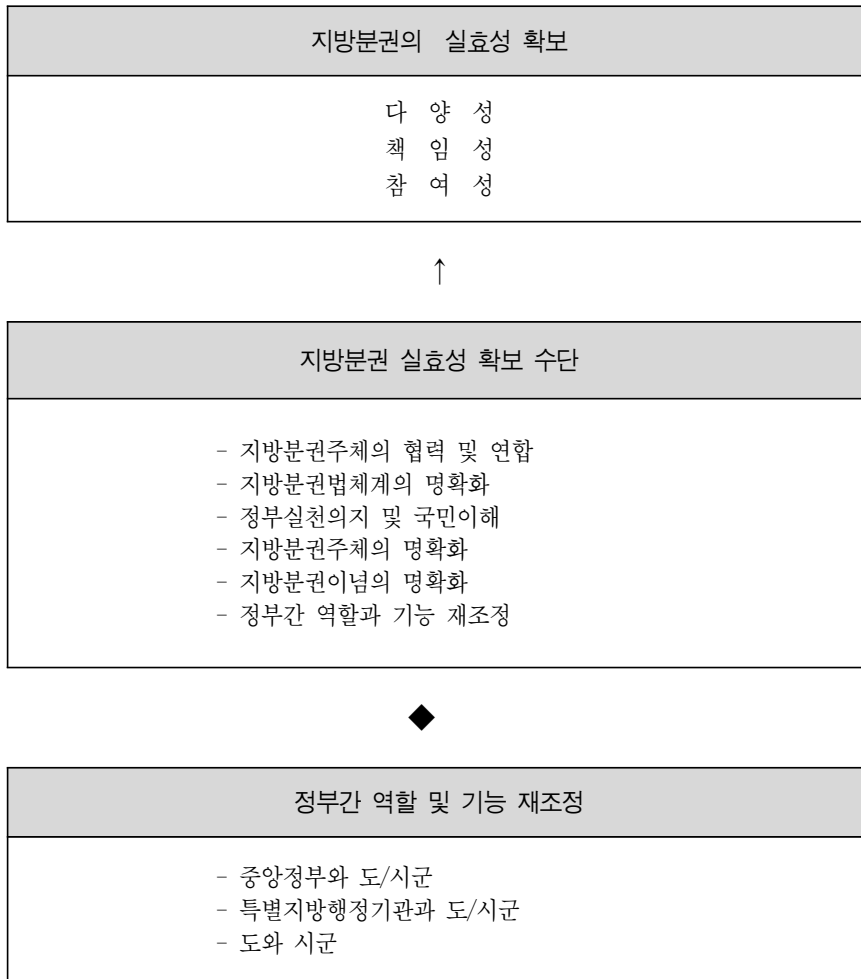 지방분권의 실효성 확보
다 양 성
책 임 성
참 여 성
↑
지방분권 실효성 확보 수단
- 지방분권주체의 협력 및 연합
- 지방분권법체계의 명확화
- 정부실천의지 및 국민이해
- 지방분권주체의 명확화
- 지방분권이념의 명확화
- 정부간 역할과 기능 재조정
◆
정부간 역할 및 기능 재조정
- 중앙정부와 도/시군
- 특별지방행정기관과 도/시군
- 도와 시군